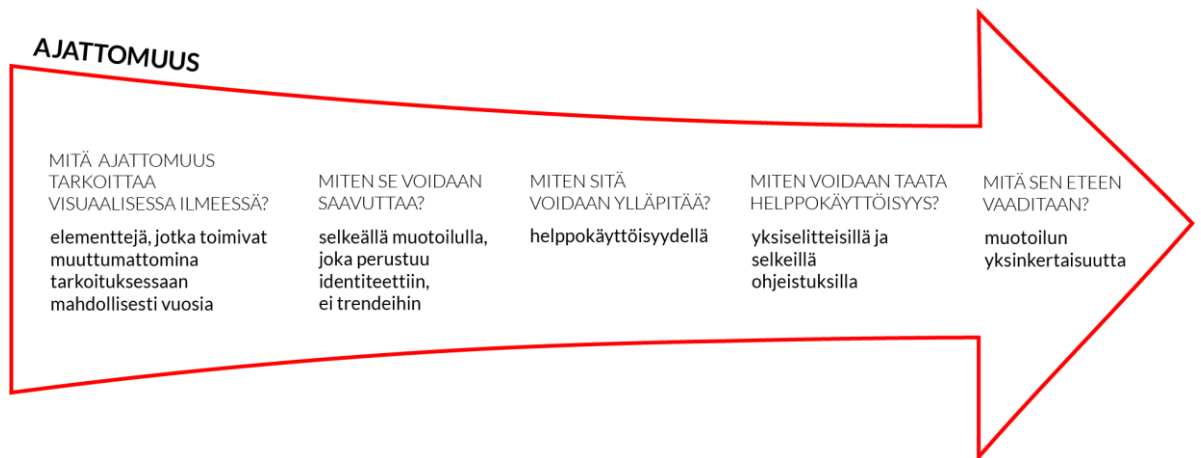 AJATTOMUUS
MITÄ AJATTOMUUS
TARKOITTAA
VISUAALISESSA ILMEESSÄ?
elementtejä, jotka toimivat
muuttumattomina
tarkoituksessaan
mahdollisesti vuosia
MITEN SE VOIDAAN
SAAVUTTAA?
selkeällä muotoilulla,
joka perustuu
identiteettiin,
ei trendeihin
MITEN SITÄ
VOIDAAN YLLÄPITÄÄ?
helppokäyttöisyydellä
MITEN VOIDAAN TAATA
HELPPOKÄYTTÖISYYS?
yksiselitteisillä ja
selkeillä
ohjeistuksilla
MITÄ SEN ETEEN
VAADITAAN?
muotoilun
yksinkertaisuutta